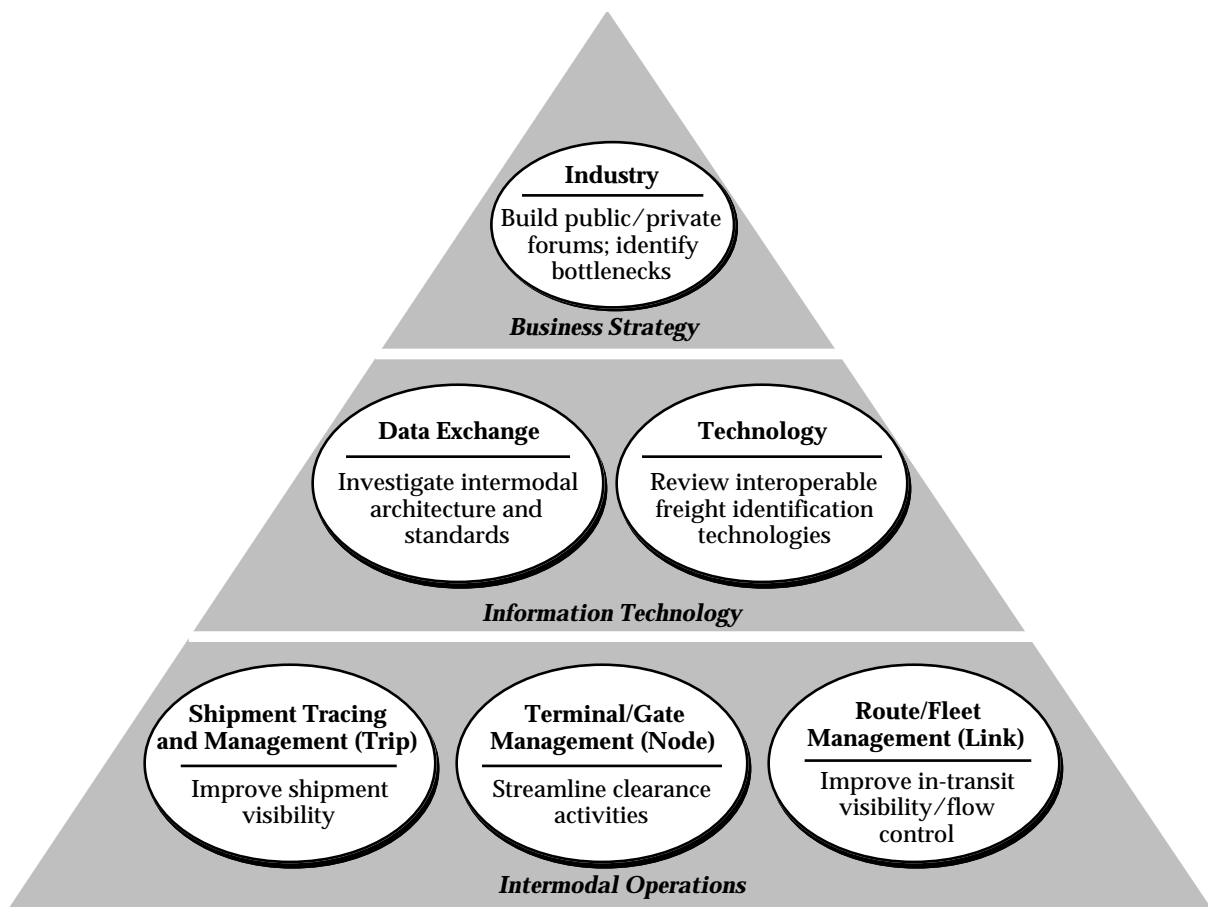 Industry
Build public/private
forums; identify
bottlenecks
Business Strategy
Data Exchange
Investigate intermodal
architecture and
standards
Technology
Review interoperable
freight identification
technologies
Information Technology
Shipment Tracing
and Management (Trip)
Improve shipment
visibility
Terminal/Gate
Management (Node)
Streamline clearance
activities
Route/Fleet
Management (Link)
Improve in-transit
visibility/flow
control
Intermodal Operations